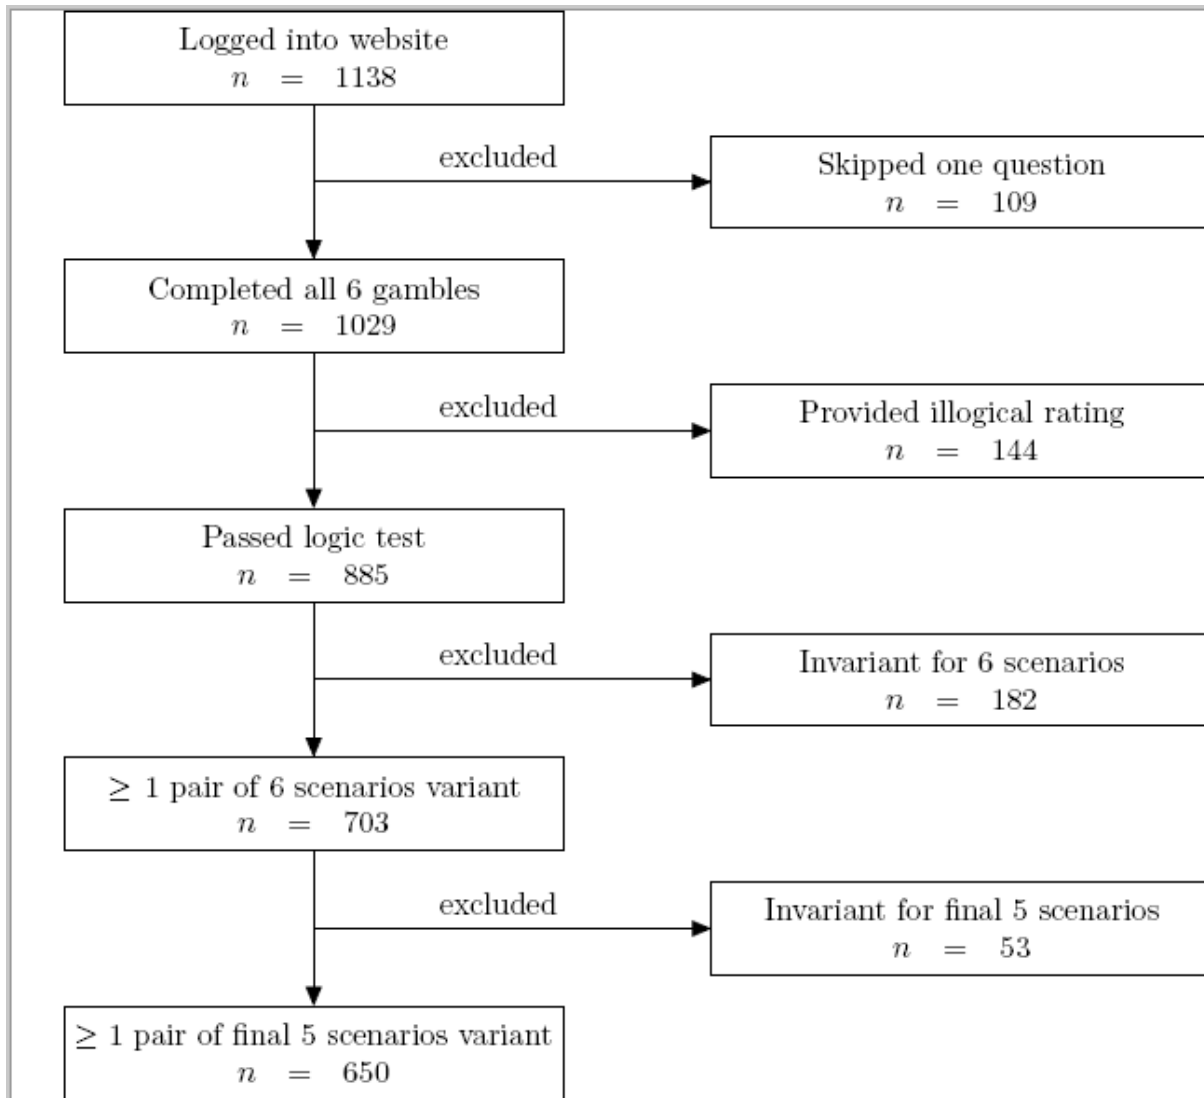 Logged into website
n = 1138
excluded
Skipped one question
n = 109
Completed all 6 gambles
n = 1029
excluded
Provided illogical rating
n = 144
Passed logic test
n = 885
excluded
Invariant for 6 scenarios
n = 182
≥ 1 pair of 6 scenarios variant
n = 703
excluded
Invariant for final 5 scenarios
n = 53
≥ 1 pair of final 5 scenarios variant
n = 650